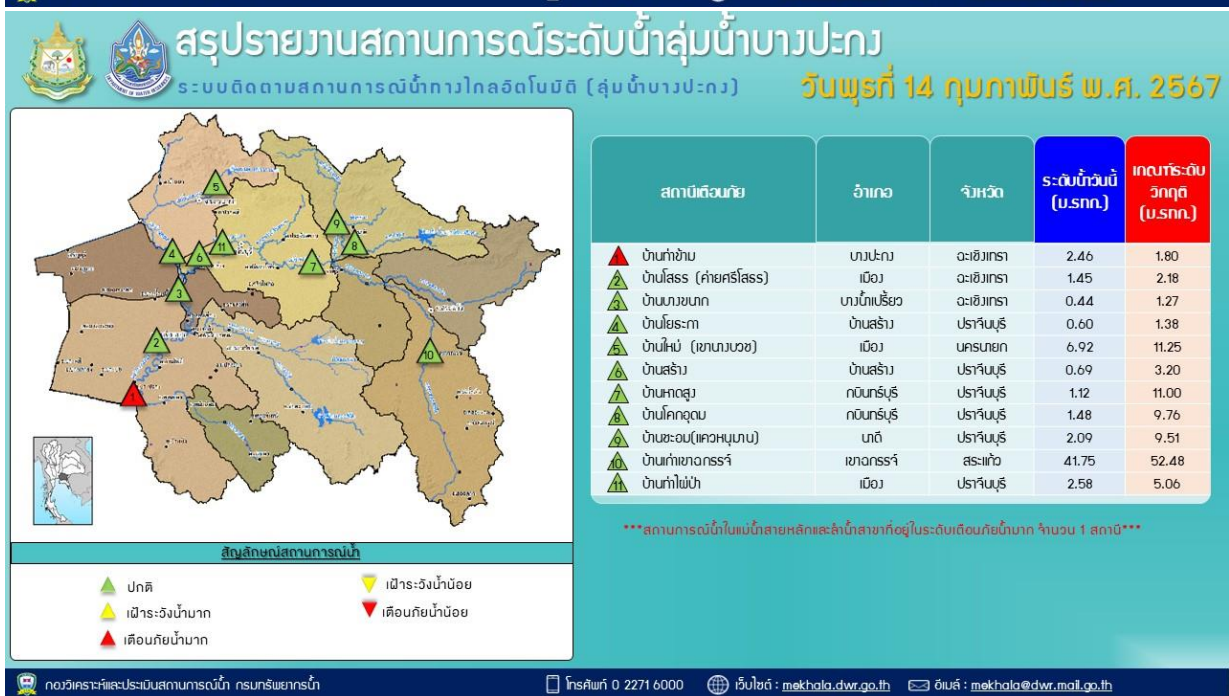 สรุปรายงานสถานการณ์ระดับน้ำลุ่มน้ำบางปะกง
ระบบติดตามสถานการณ์น้ำทางไกลอัตโนมัติ (ลุ่มน้ำบางปะกง)
วันพุธที่ 14 กุมภาพันธ์ พ.ศ. 2567
สถานีเตือนภัย อำเภอ จังหวัด ระดับน้ำวันนี้ (ม.รทก.) เกณฑ์ระดับวิกฤติ (ม.รทก.)
1 บ้านท่าข้าม บางปะกง ฉะเชิงเทรา 2.46 1.80
2 บ้านโสธร (ค่ายศรีโสธร) เมือง ฉะเชิงเทรา 1.45 2.18
3 บ้านบางขนาก บางน้ำเปรี้ยว ฉะเชิงเทรา 0.44 1.27
4 บ้านโยธะกา บ้านสร้าง ปราจีนบุรี 0.60 1.38
5 บ้านใหม่ (เขานางบวช) เมือง นครนายก 6.92 11.25
6 บ้านสร้าง บ้านสร้าง ปราจีนบุรี 0.69 3.20
7 บ้านหาดสูง กบินทร์บุรี ปราจีนบุรี 1.12 11.00
8 บ้านโคกอุดม กบินทร์บุรี ปราจีนบุรี 1.48 9.76
9 บ้านซะอม(แควหนุมาน) นาดี ปราจีนบุรี 2.09 9.51
10 บ้านเก่าเขาฉกรรจ์ เขาฉกรรจ์ สระแก้ว 41.75 52.48
11 บ้านท่าไผ่ป่า เมือง ปราจีนบุรี 2.58 5.06
***สถานการณ์น้ำในแม่น้ำสายหลักและลำน้ำสาขาที่อยู่ในระดับเตือนภัยน้ำมาก จำนวน 1 สถานี***
5
9
11
8
4
6
7
3
2
10
1
สัญลักษณ์สถานการณ์น้ำ
ปกติ
เฝ้าระวังน้ำน้อย
เฝ้าระวังน้ำมาก
เตือนภัยน้ำน้อย
เตือนภัยน้ำมาก
กองวิเคราะห์และประเมินสถานการณ์น้ำ กรมทรัพยากรน้ำ
โทรศัพท์ 0 2271 6000
เว็บไซต์ : mekhala.dwr.go.th
อีเมล์ : mekhala@dwr.mail.go.th